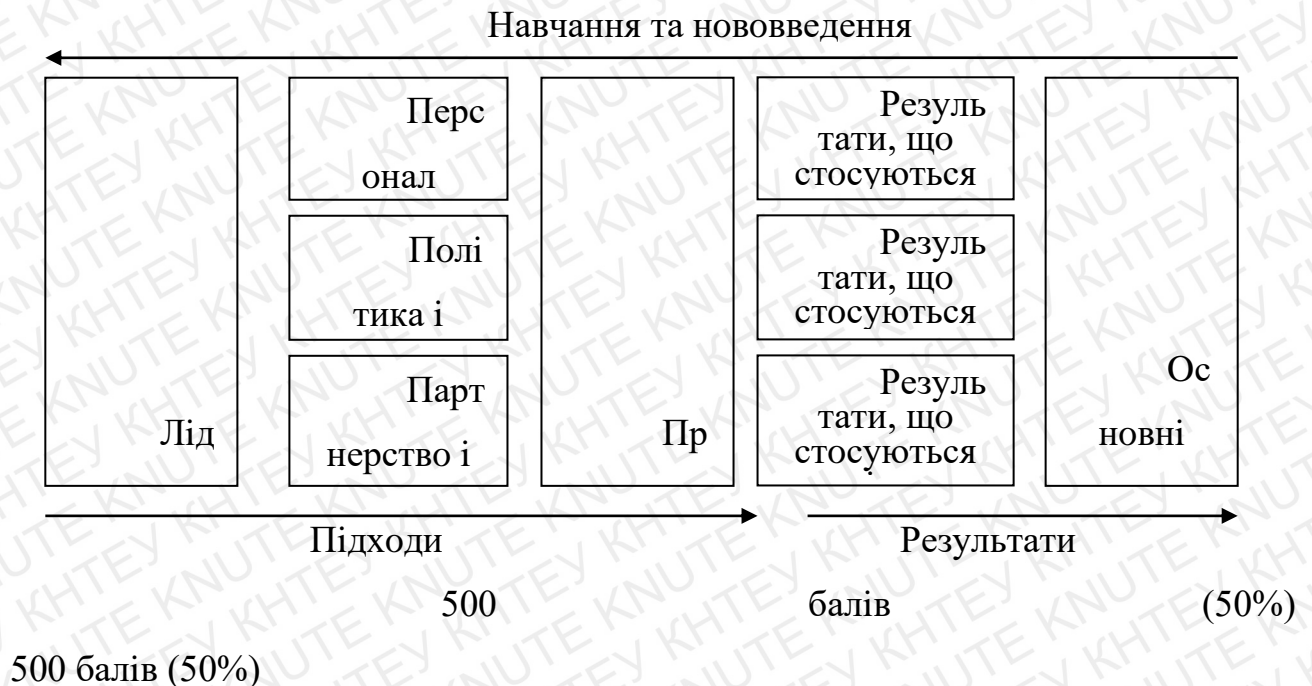 Навчання та нововведення
Лід
Перс
онал
Полі
тика і
Парт
нерство і
Пр
Резуль
тати, що
стосуються
Резуль
тати, що
стосуються
Резуль
тати, що
стосуються
Ос
новні
Підходи
Результати
500 балів (50%)
500 балів (50%)